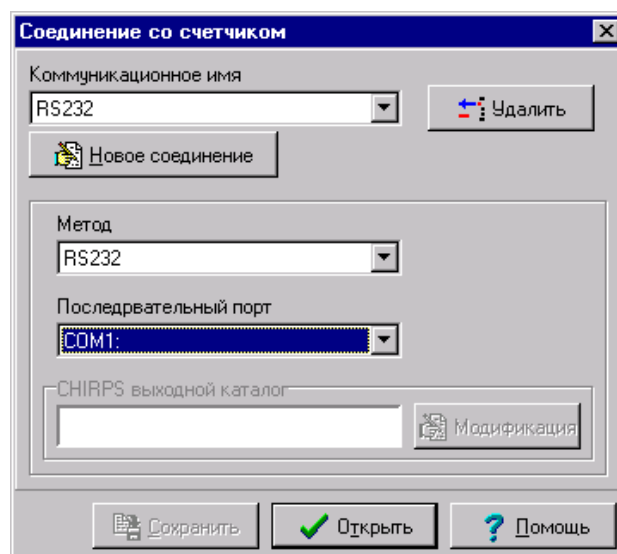 Соединение со счетчиком
Коммуникационное имя
RS232
Удалить
Новое соединение
Метод
RS232
Последрвательный порт
COM1:
CHIRPS выходной каталог
Модификация
Сохранить
Открыть
Помощь